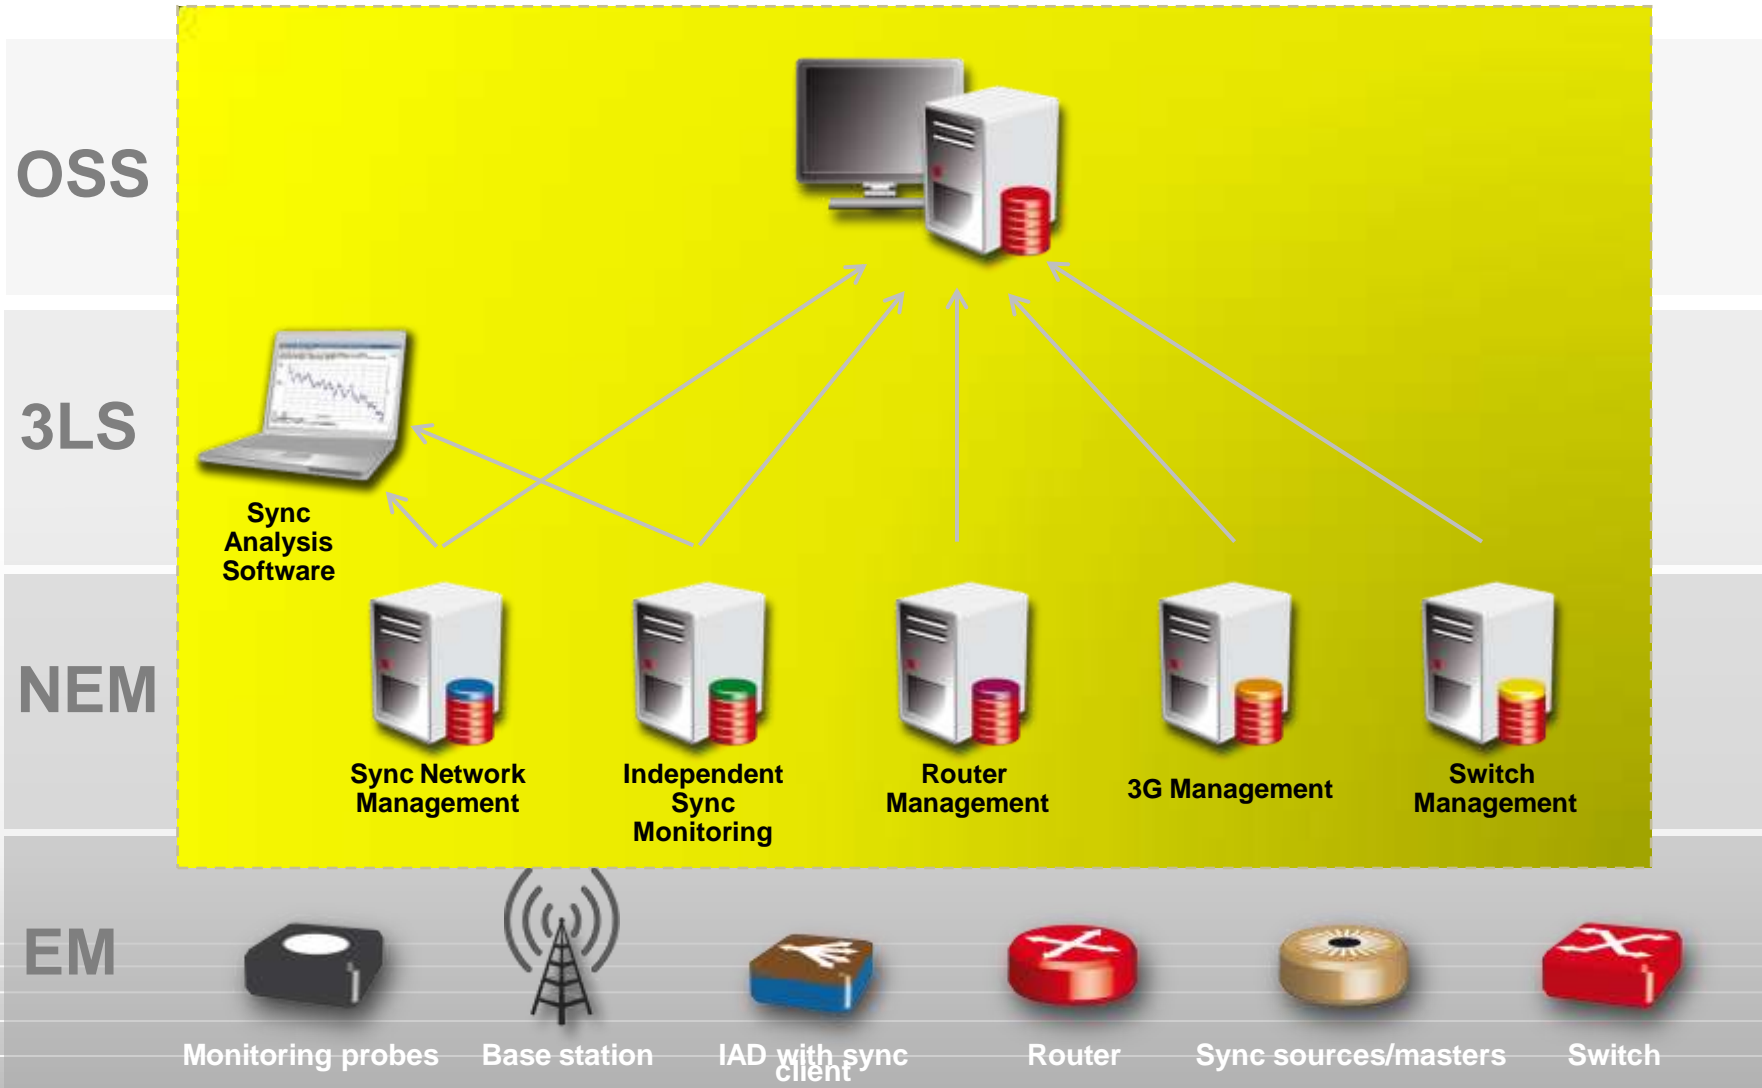 OSS
3LS
Sync
Analysis
Software
NEM
Sync Network
Management
Independent
Sync
Monitoring
Router
Management
3G Management
Switch
Management
EM
Monitoring probes
Base station
IAD with sync
client
Router
Sync sources/masters
Switch